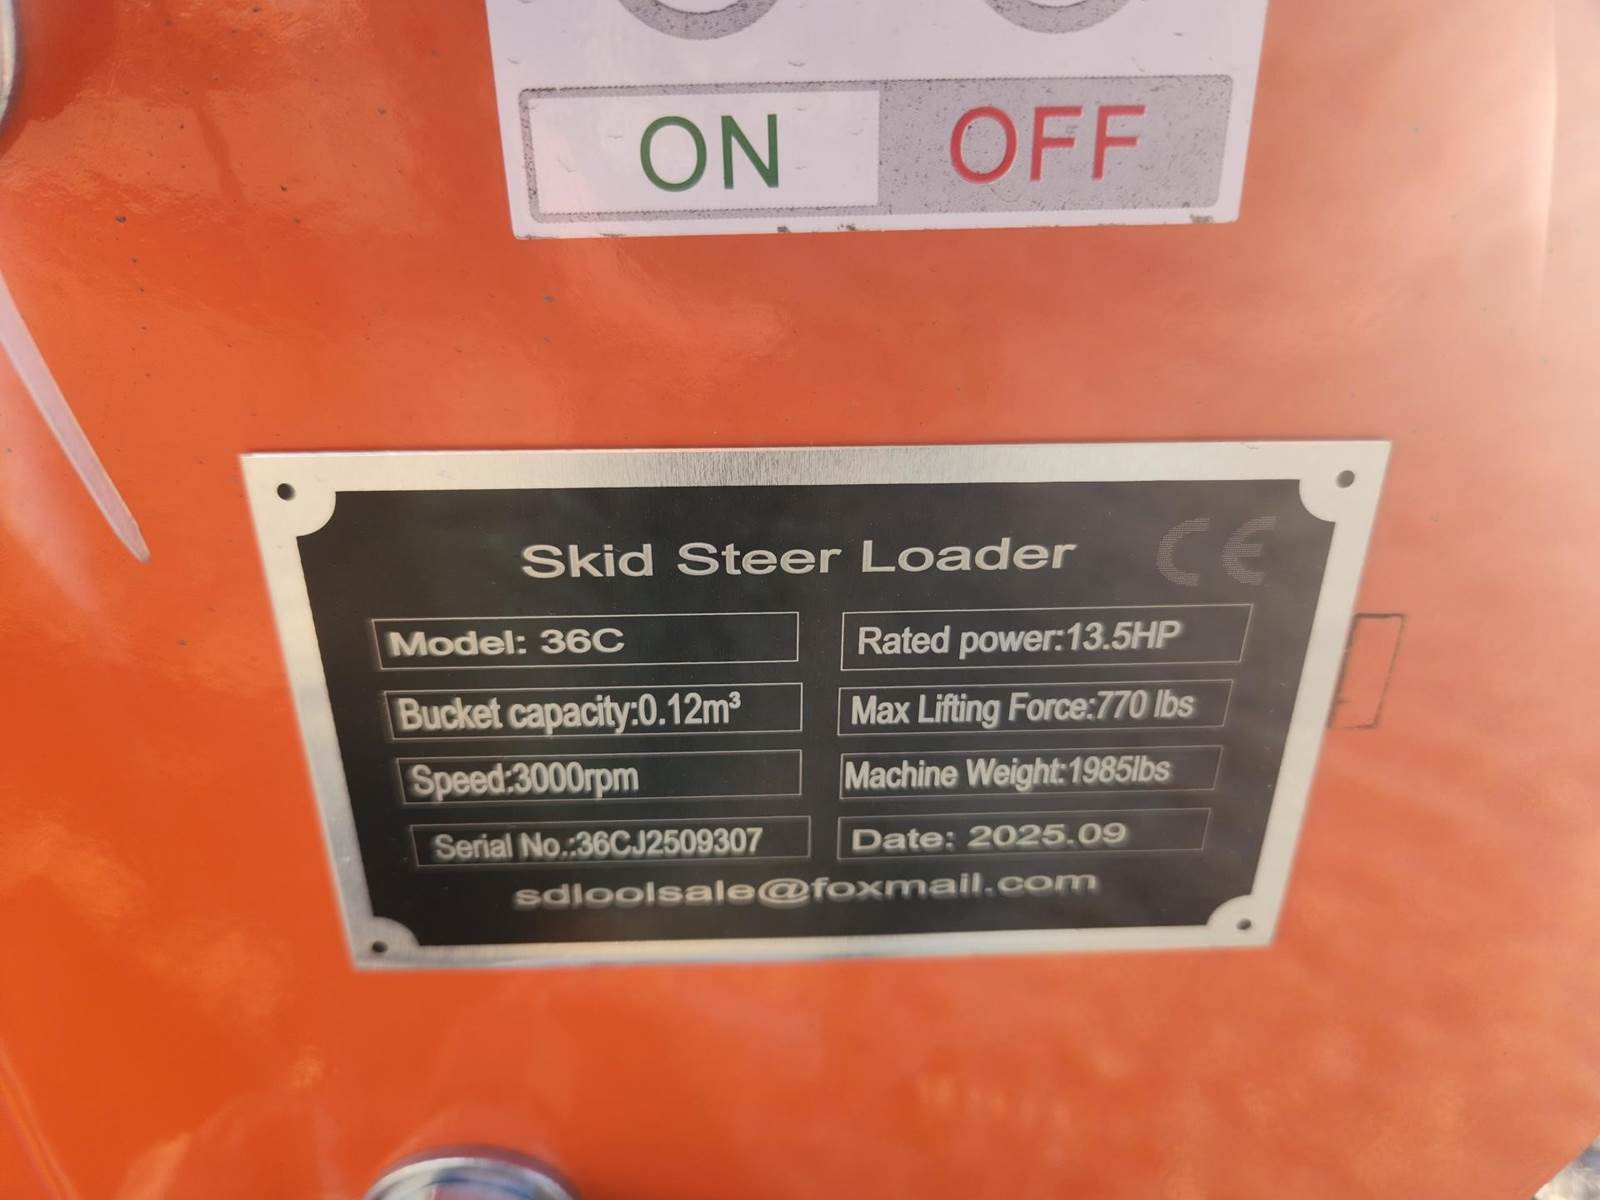 ON OFF
Skid Steer Loader CE
Model: 36C Rated power:13.5HP
Bucket capacity:0.12m³ Max Lifting Force:770 lbs
Speed:3000rpm Machine Weight:1985lbs
Serial No.:36CJ2509307 Date: 2025.09
sdloolsale@foxmail.com